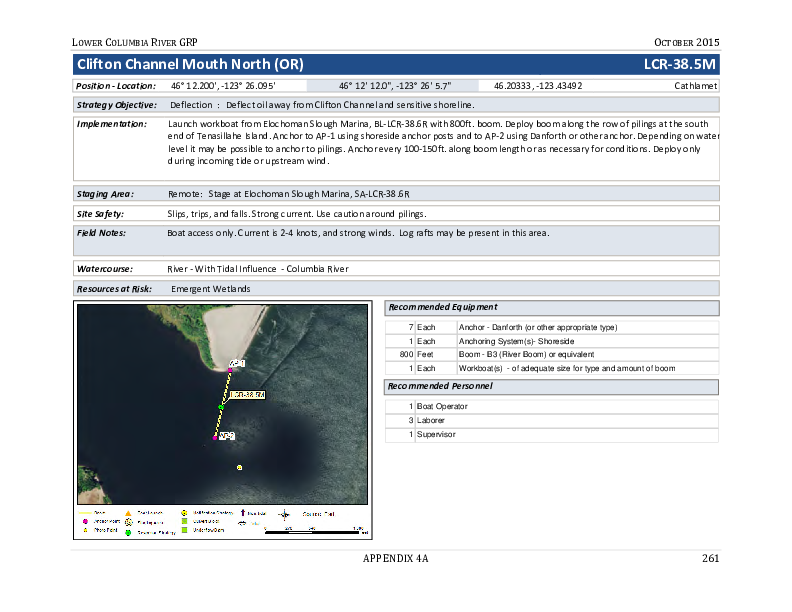 LOWER COLUMBIA RIVER GRP OCTOBER 2015
Clifton Channel Mouth North (OR) LCR-38.5M
Position - Location: 46° 12.200', -123° 26.095' 46° 12' 12.0", -123° 26' 5.7" 46.20333, -123.43492 Cathlamet
Strategy Objective: Deflection : Deflect oil away from Clifton Channel and sensitive shoreline.
Implementation: Launch workboat from Elochoman Slough Marina, BL-LCR-38.6R with 800ft. boom. Deploy boom along the row of pilings at the south
end of Tenasillahe Island. Anchor to AP-1 using shoreside anchor posts and to AP-2 using Danforth or other anchor. Depending on water
level it may be possible to anchor to pilings. Anchor every 100-150ft. along boom length or as necessary for conditions. Deploy only
during incoming tide or upstream wind.
Staging Area: Remote: Stage at Elochoman Slough Marina, SA-LCR-38.6R
Site Safety: Slips, trips, and falls. Strong current. Use caution around pilings.
Field Notes: Boat access only. Current is 2-4 knots, and strong winds. Log rafts may be present in this area.
Watercourse: River - With Tidal Influence - Columbia River
Resources at Risk: Emergent Wetlands
Recommended Equipment
7 Each Anchor - Danforth (or other appropriate type)
1 Each Anchoring System(s)- Shoreside
800 Feet Boom - B3 (River Boom) or equivalent
1 Each Workboat(s) - of adequate size for type and amount of boom
Recommended Personnel
1 Boat Operator
3 Laborer
1 Supervisor
AP-1
LCR-38.5M
AP-2
Anchor Point
Photo Point
APPENDIX 4A 261